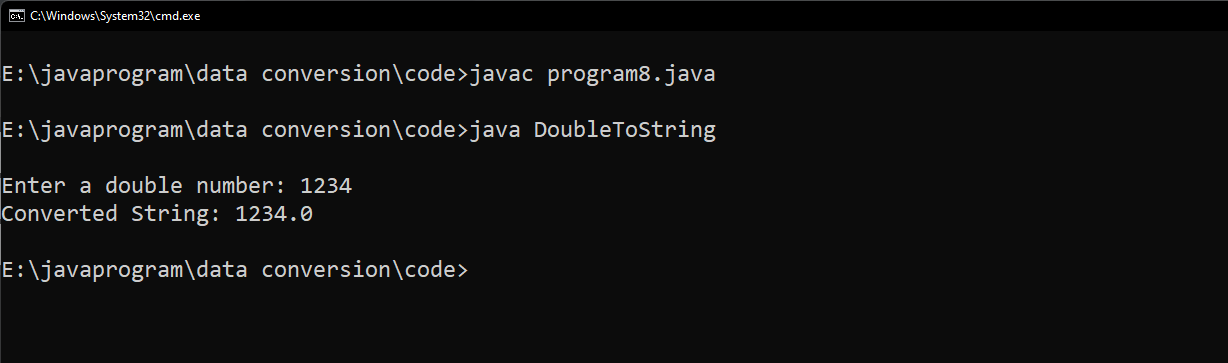 C:\Windows\System32\cmd.exe
E:\javaprogram\data conversion\code>javac program8.java
E:\javaprogram\data conversion\code>java DoubleToString
Enter a double number: 1234
Converted String: 1234.0
E:\javaprogram\data conversion\code>